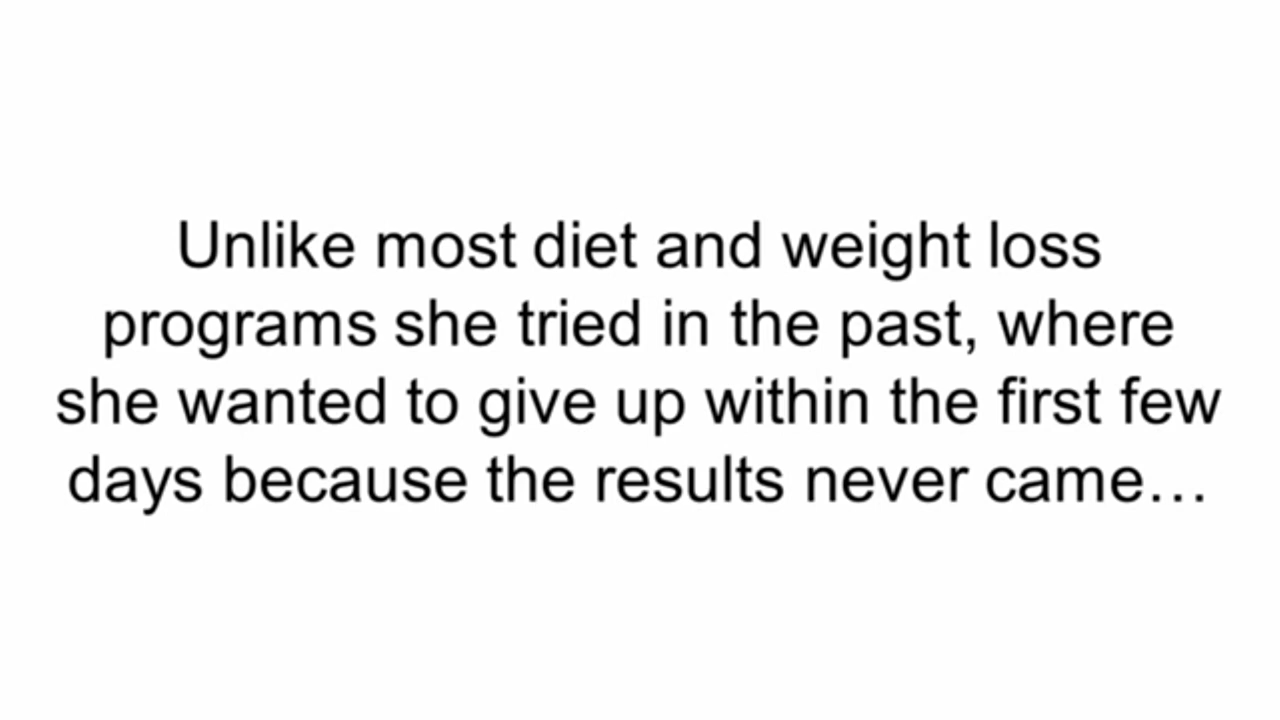 Unlike most diet and weight loss
programs she tried in the past, where
she wanted to give up within the first few
days because the results never came…